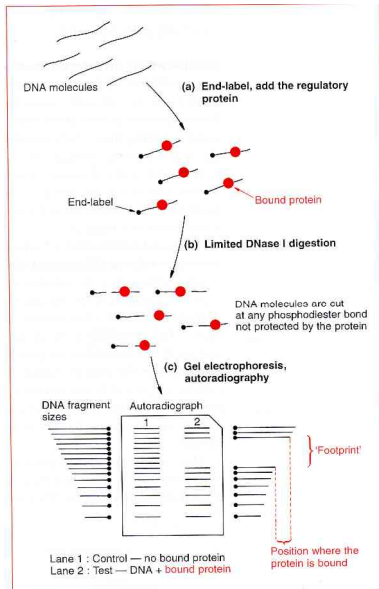 DNA molecules
(a) End-label, add the regulatory
protein
End-label
Bound protein
(b) Limited DNase I digestion
DNA molecules are cut
at any phosphodiester bond
not protected by the protein
(c) Gel electrophoresis,
autoradiography
DNA fragment
sizes
Autoradiograph
1
2
'Footprint'
Position where the
protein is bound
Lane 1 : Control — no bound protein
Lane 2 : Test — DNA + bound protein